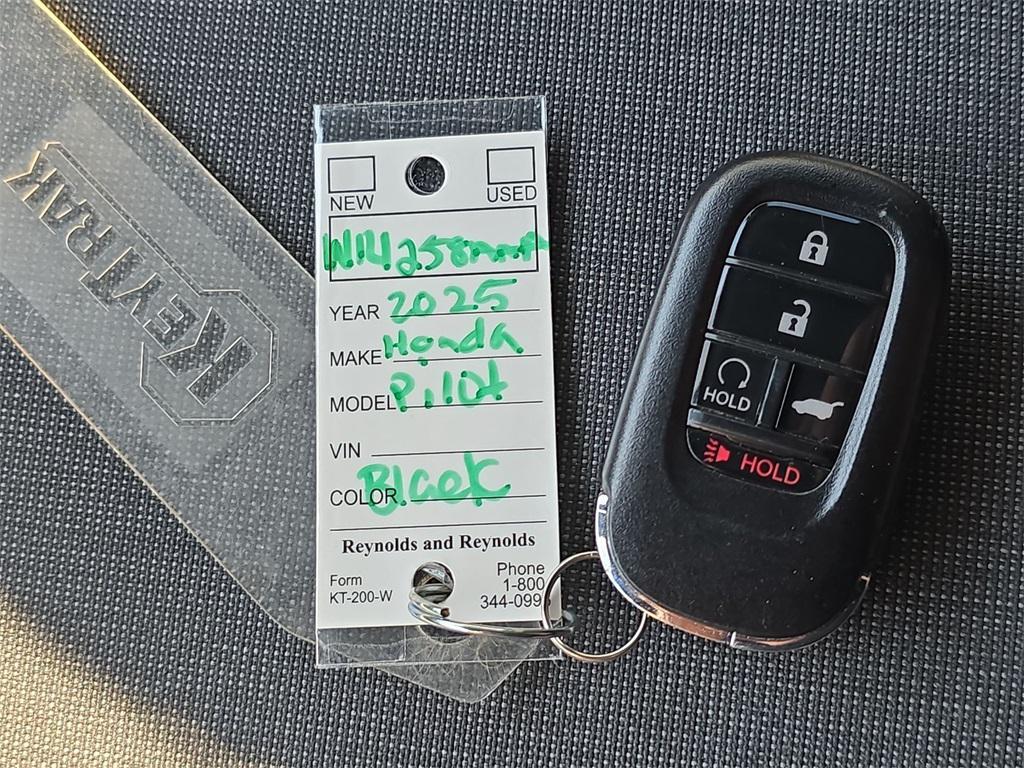 KEYTRAK
NEW
USED
YEAR 2025
MAKE Honda
MODEL Pilot
VIN
COLOR Black
Reynolds and Reynolds
Form
KT-200-W
Phone
1-800
344-099
HOLD
HOLD